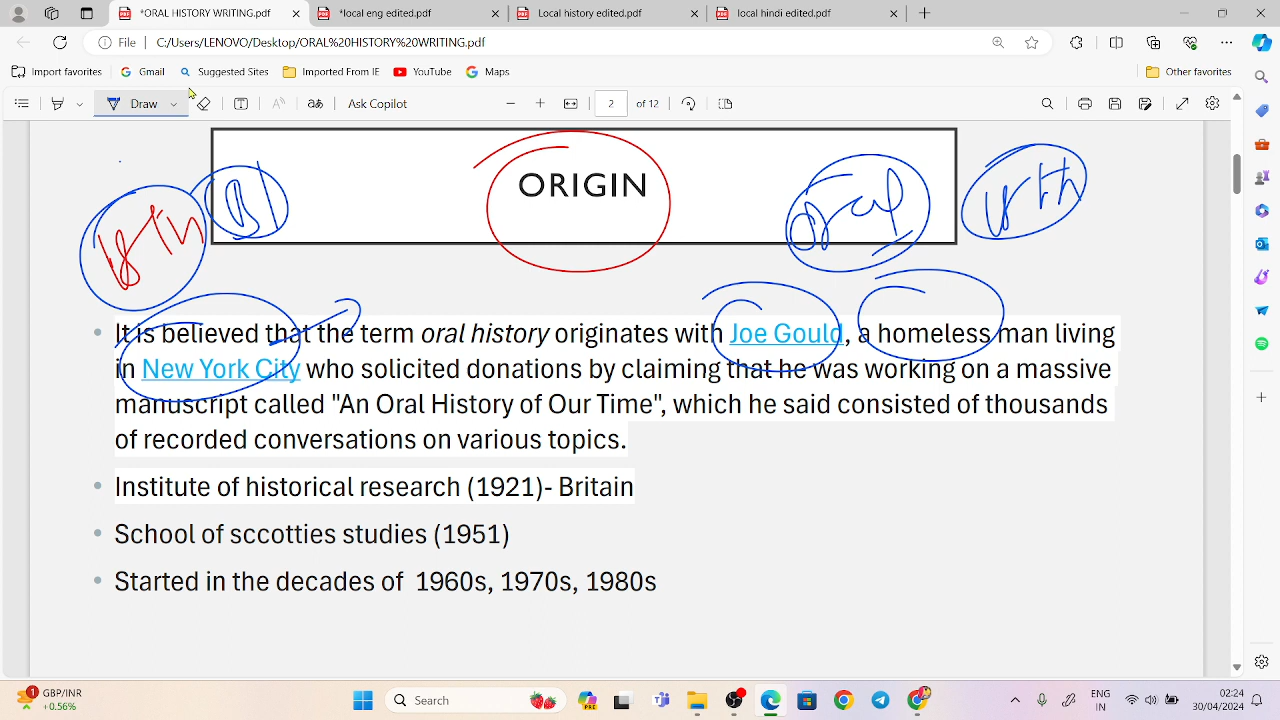 *ORAL HISTORY WRITING.pdf
*local eng edited.pdf
Local history edited.pdf
local hindi edited.pdf
File C:/Users/LENOVO/Desktop/ORAL%20HISTORY%20WRITING.pdf
Import favorites Gmail Suggested Sites Imported From IE YouTube Maps Other favorites
Draw Ask Copilot 2 of 12
ORIGIN
oral
It is believed that the term oral history originates with Joe Gould, a homeless man living
in New York City who solicited donations by claiming that he was working on a massive
manuscript called "An Oral History of Our Time", which he said consisted of thousands
of recorded conversations on various topics.
Institute of historical research (1921)- Britain
School of sccotties studies (1951)
Started in the decades of 1960s, 1970s, 1980s
1 GBP/INR
+0.56%
Search
PRE
ENG
IN
02:24
30/04/2024